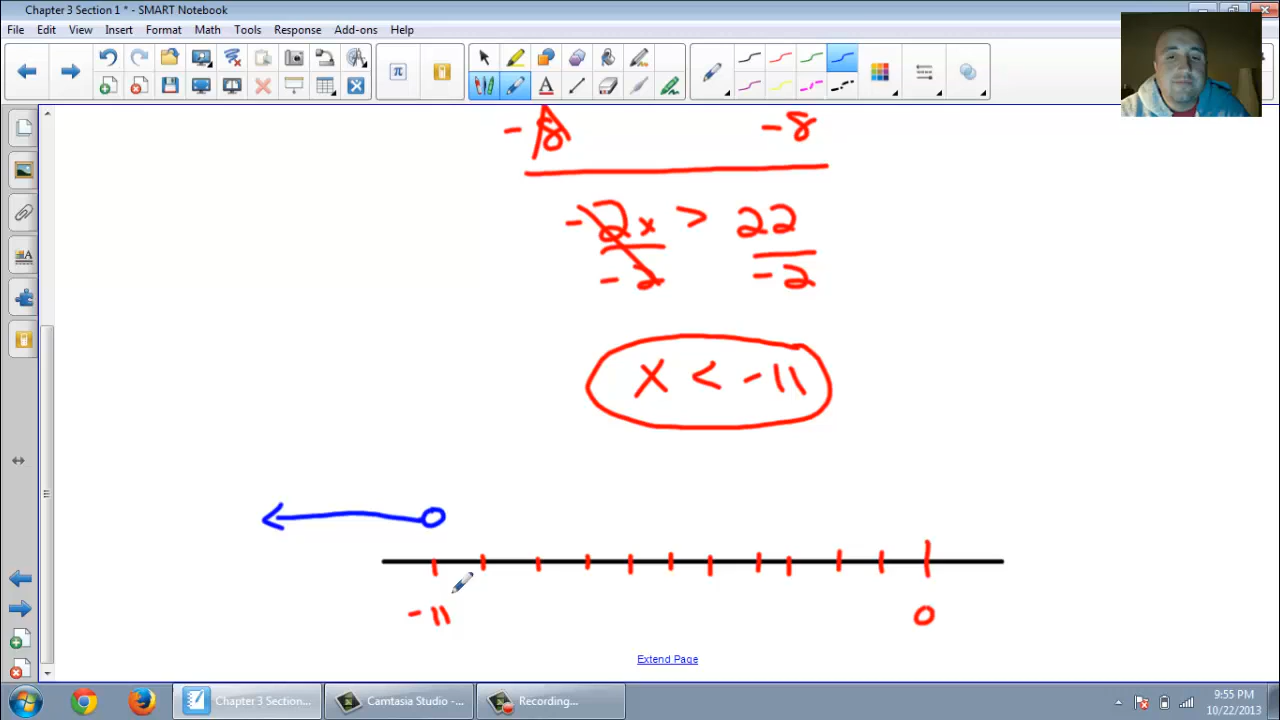 Chapter 3 Section 1 * - SMART Notebook
File Edit View Insert Format Math Tools Response Add-ons Help
π
A
- 8 - 8
-2x > 22
-2 -2
x < -11
-11 0
Extend Page
Chapter 3 Section... Camtasia Studio - ... Recording...
9:55 PM
10/22/2013